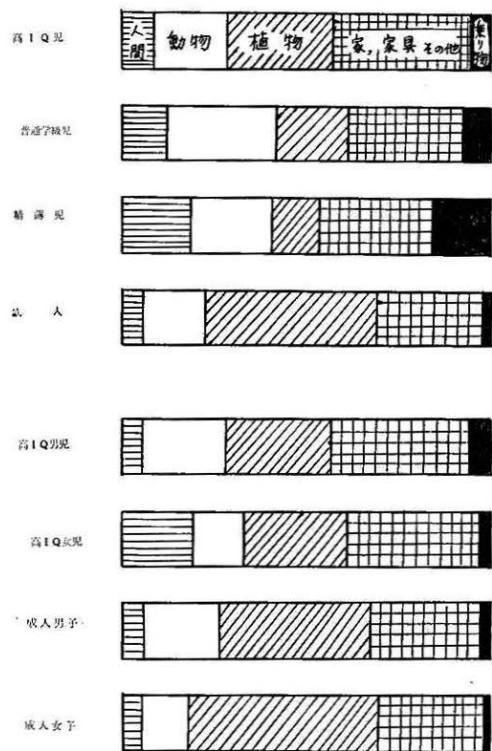 高IQ児 人間 動物 植物 家,家具その他 乗り物
普通学級児
精薄児
人
高IQ男児
高IQ女児
成人男子
成人女子